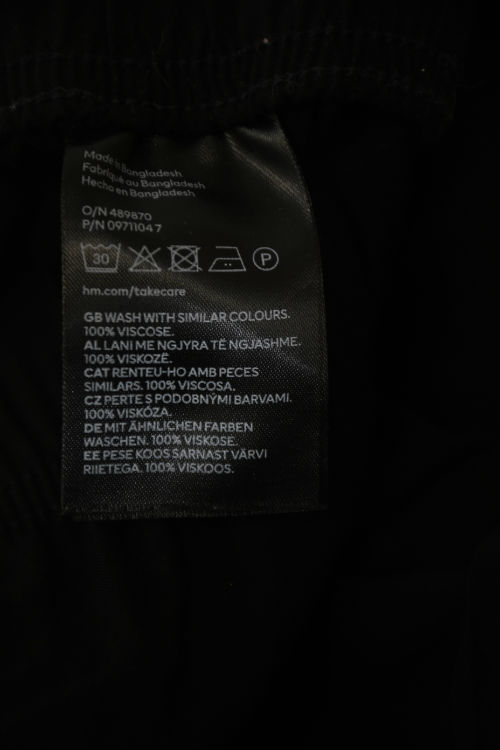 Made in Bangladesh
Fabriqué au Bangladesh
Hecho en Bangladesh
O/N 489870
P/N 09711047
30 P
hm.com/takecare
GB WASH WITH SIMILAR COLOURS.
100% VISCOSE.
AL LANI ME NGJYRA TË NGJASHME.
100% VISKOZË.
CAT RENTEU-HO AMB PECES
SIMILARS. 100% VISCOSA.
CZ PERTE S PODOBNÝMI BARVAMI.
100% VISKÓZA.
DE MIT ÄHNLICHEN FARBEN
WASCHEN. 100% VISKOSE.
EE PESE KOOS SARNAST VÄRVI
RIIETEGA. 100% VISKOOS.